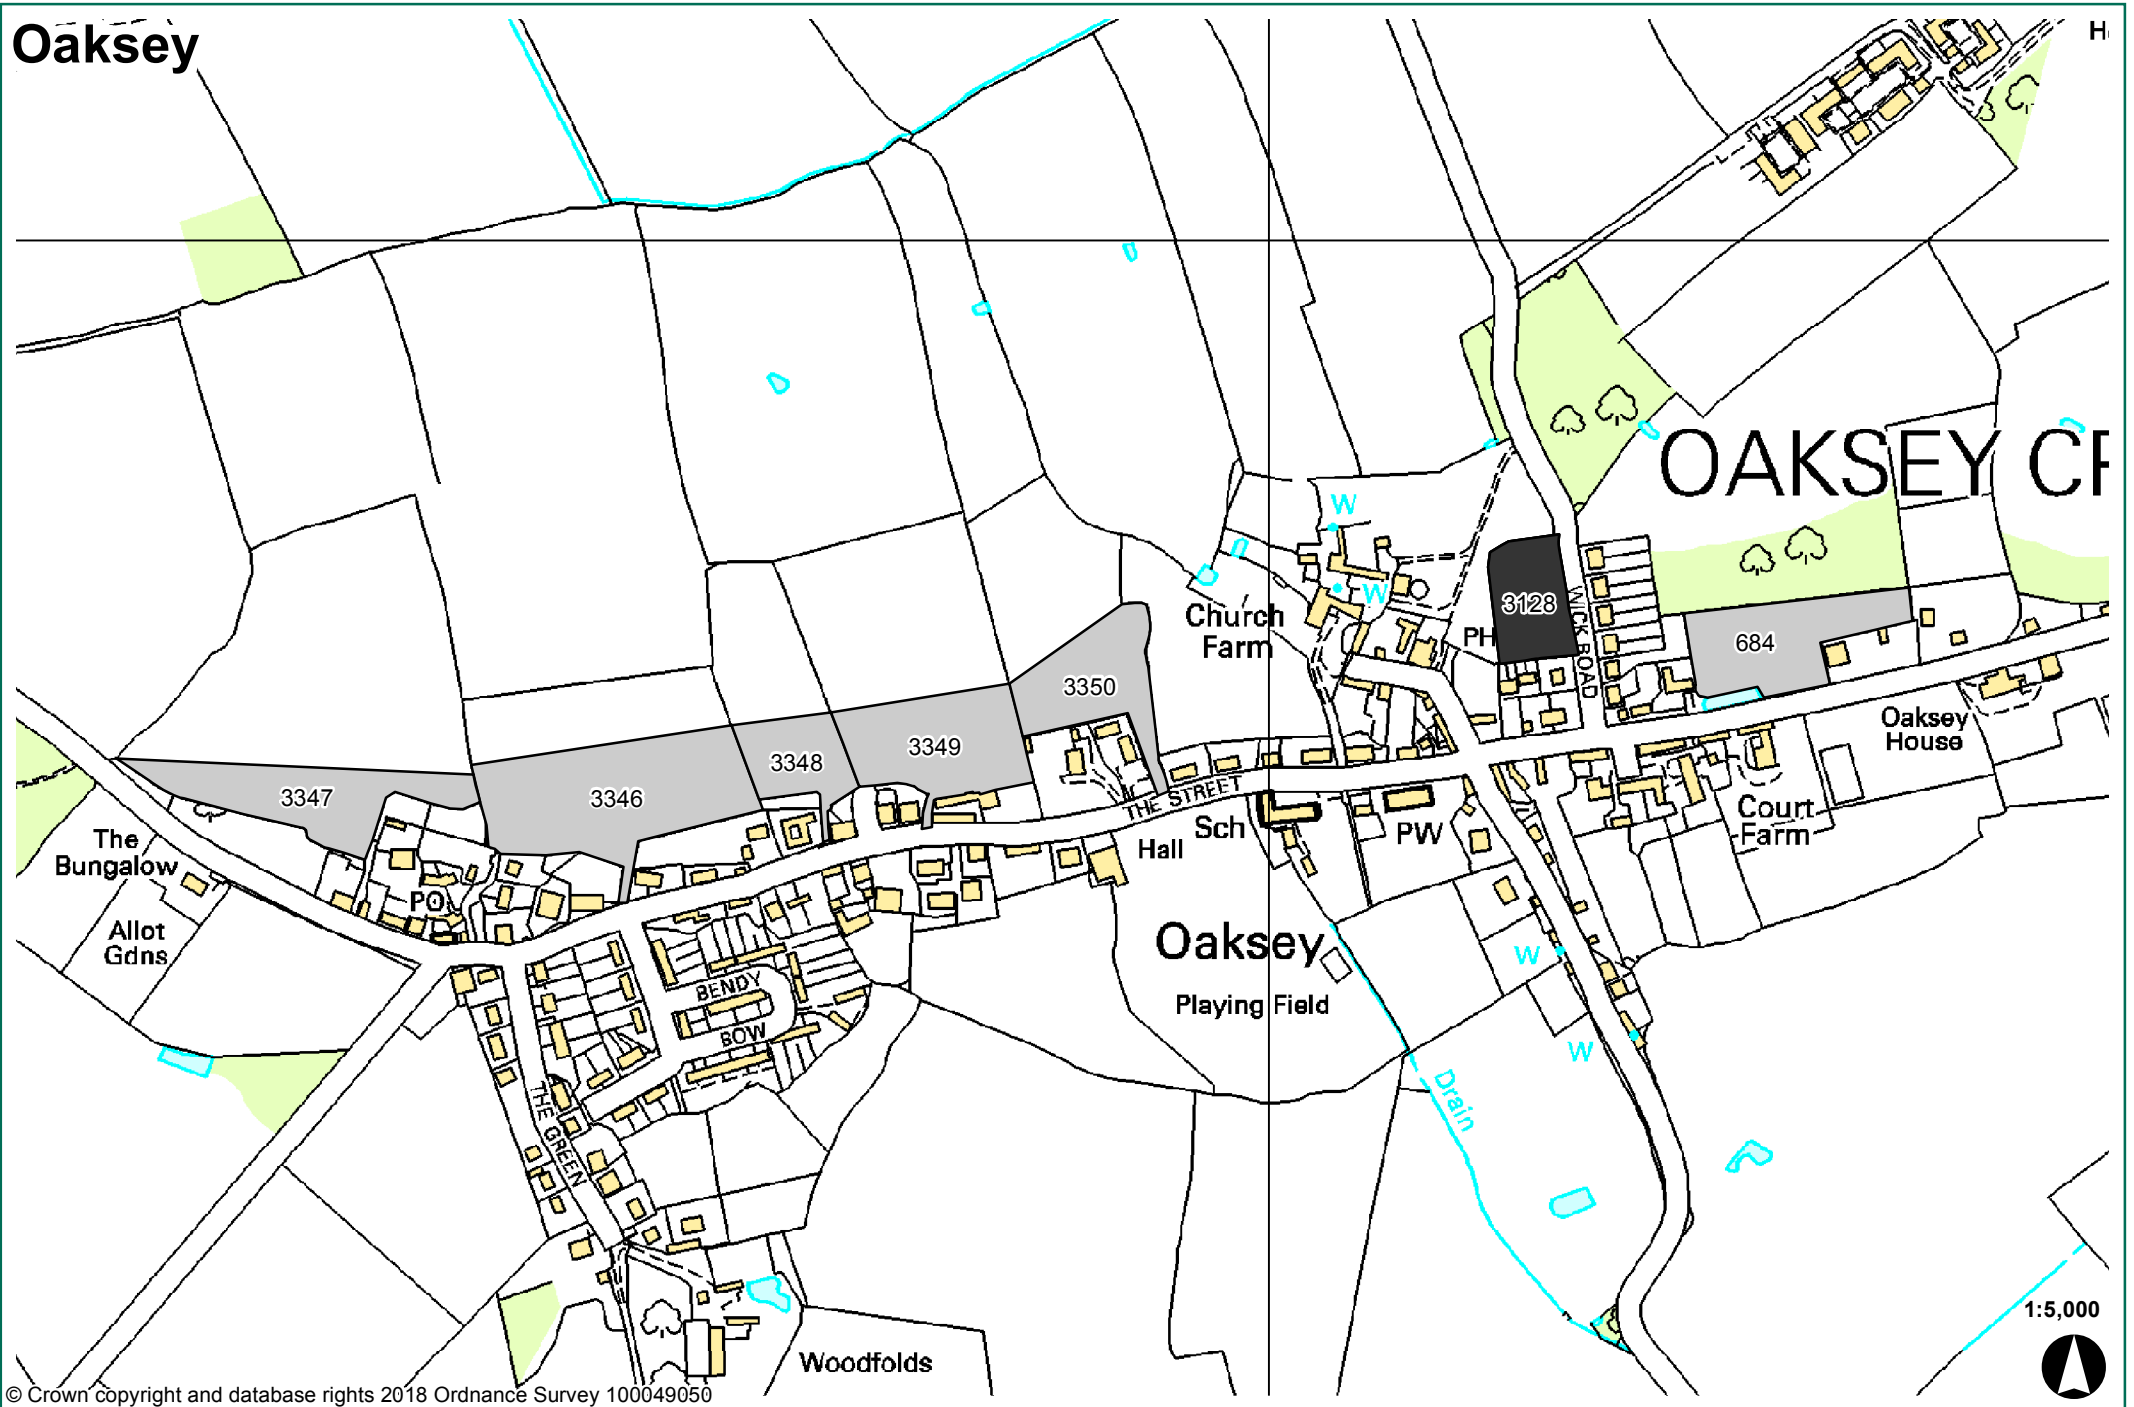 Oaksey
H
OAKSEY CR
W
W
Church
Farm
PH
3128
WICK ROAD
684
3350
3349
3348
3346
3347
Oaksey
House
THE STREET
Sch
Hall
PW
Court
Farm
The
Bungalow
PO
Allot
Gdns
Oaksey
Playing Field
W
W
BENDY
BOW
THE GREEN
Drain
Woodfolds
1:5,000
© Crown copyright and database rights 2018 Ordnance Survey 100049050